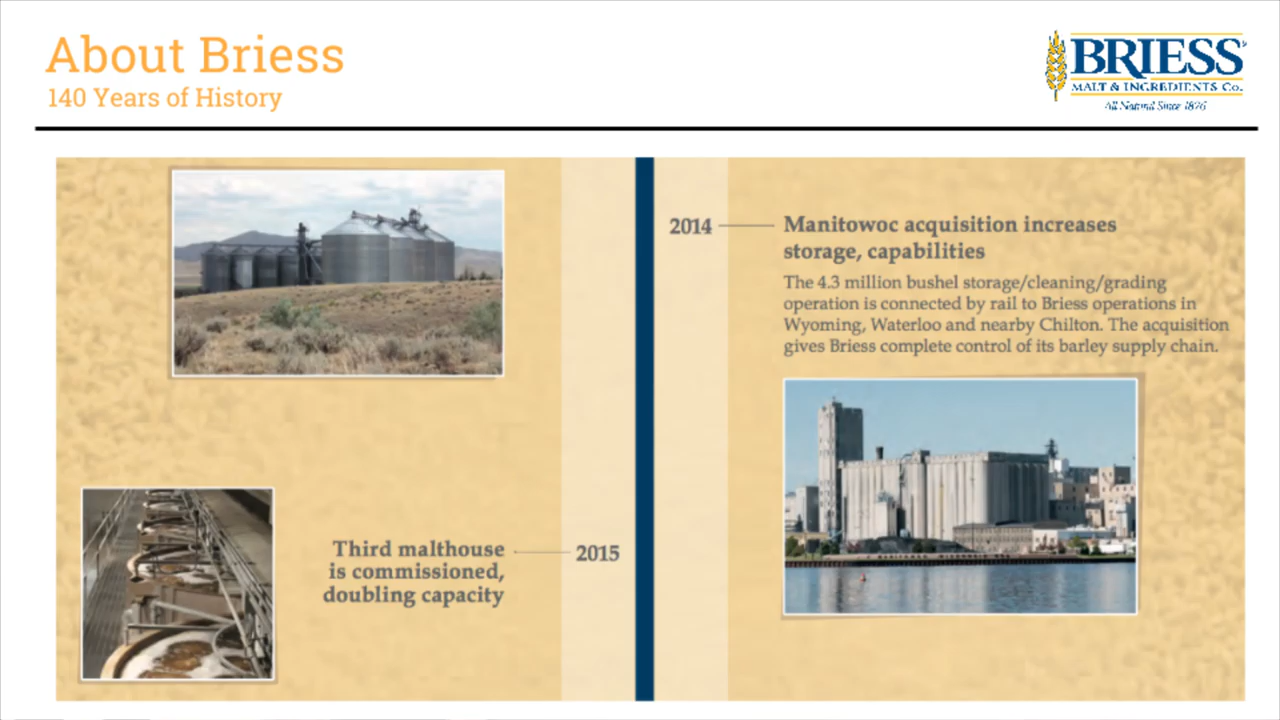 About Briess
140 Years of History
BRIESS
MALT & INGREDIENTS Co.
All Natural Since 1876
2014
Manitowoc acquisition increases
storage, capabilities
The 4.3 million bushel storage/cleaning/grading
operation is connected by rail to Briess operations in
Wyoming, Waterloo and nearby Chilton. The acquisition
gives Briess complete control of its barley supply chain.
Third malthouse
is commissioned,
doubling capacity
2015